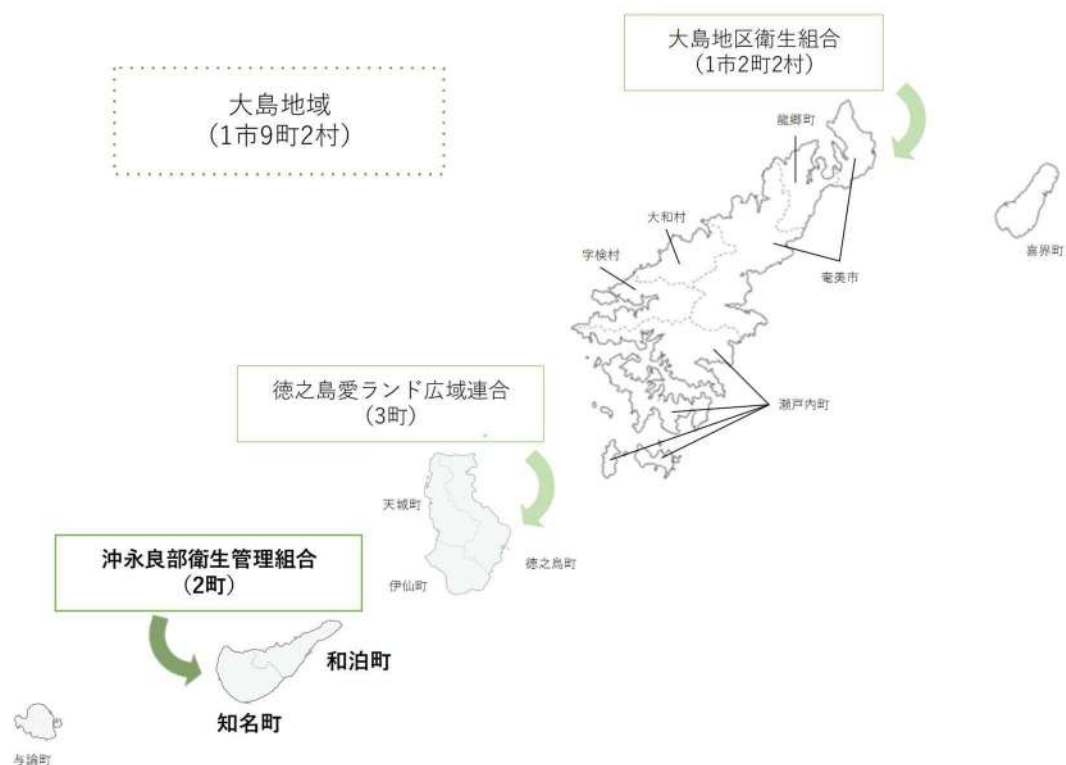 大島地区衛生組合
(1市2町2村)
大島地域
(1市9町2村)
龍郷町
大和村
宇検村
喜界町
奄美市
瀬戸内町
徳之島愛ランド広域連合
(3町)
天城町
徳之島町
伊仙町
沖永良部衛生管理組合
(2町)
和泊町
知名町
与論町